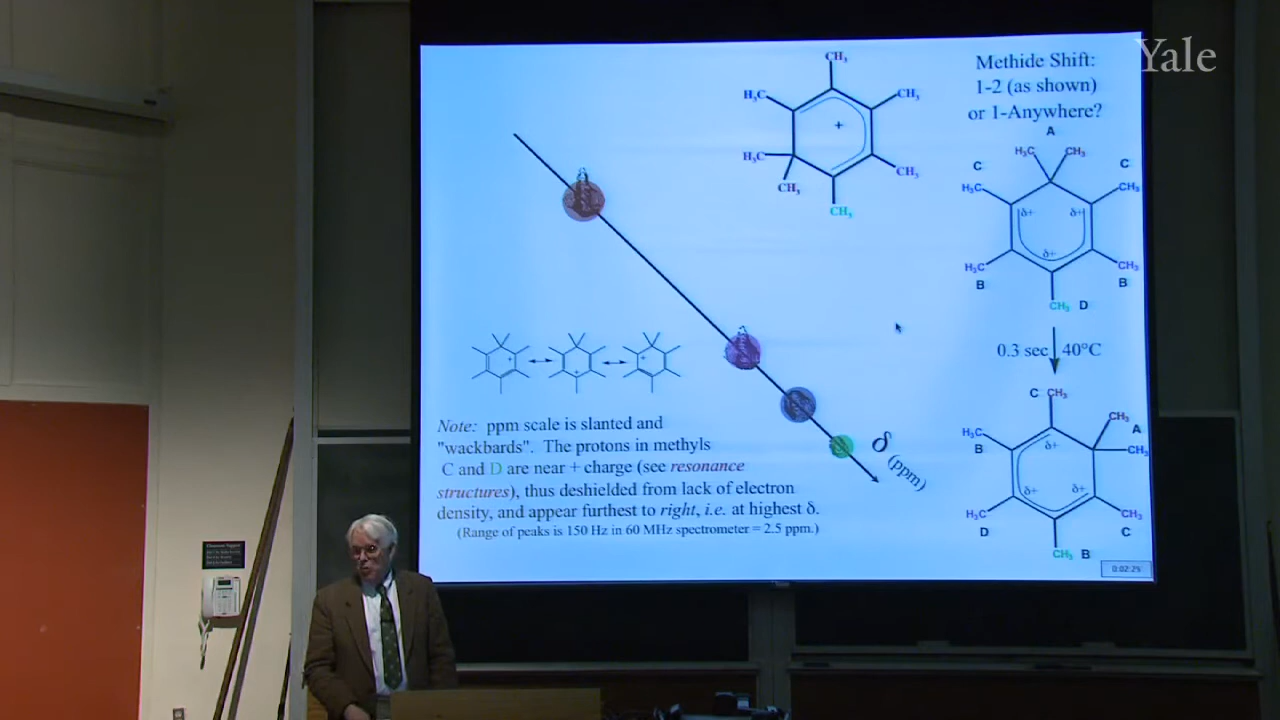 Yale
CH₃
H₃C
CH₃
+
H₃C
CH₃
CH₃
CH₃
Methide Shift:
1-2 (as shown)
or 1-Anywhere?
A
H₃C CH₃
C C
H₃C CH₃
δ+ δ+
δ+
H₃C CH₃
B B
CH₃ D
0.3 sec 40°C
C CH₃
CH₃
H₃C A
B δ+ CH₃
δ+ δ+
H₃C CH₃
D C
CH₃ B
+ + +
δ (ppm)
Note: ppm scale is slanted and
"wackbards". The protons in methyls
C and D are near + charge (see resonance
structures), thus deshielded from lack of electron
density, and appear furthest to right, i.e. at highest δ.
(Range of peaks is 150 Hz in 60 MHz spectrometer = 2.5 ppm.)
0:02:25